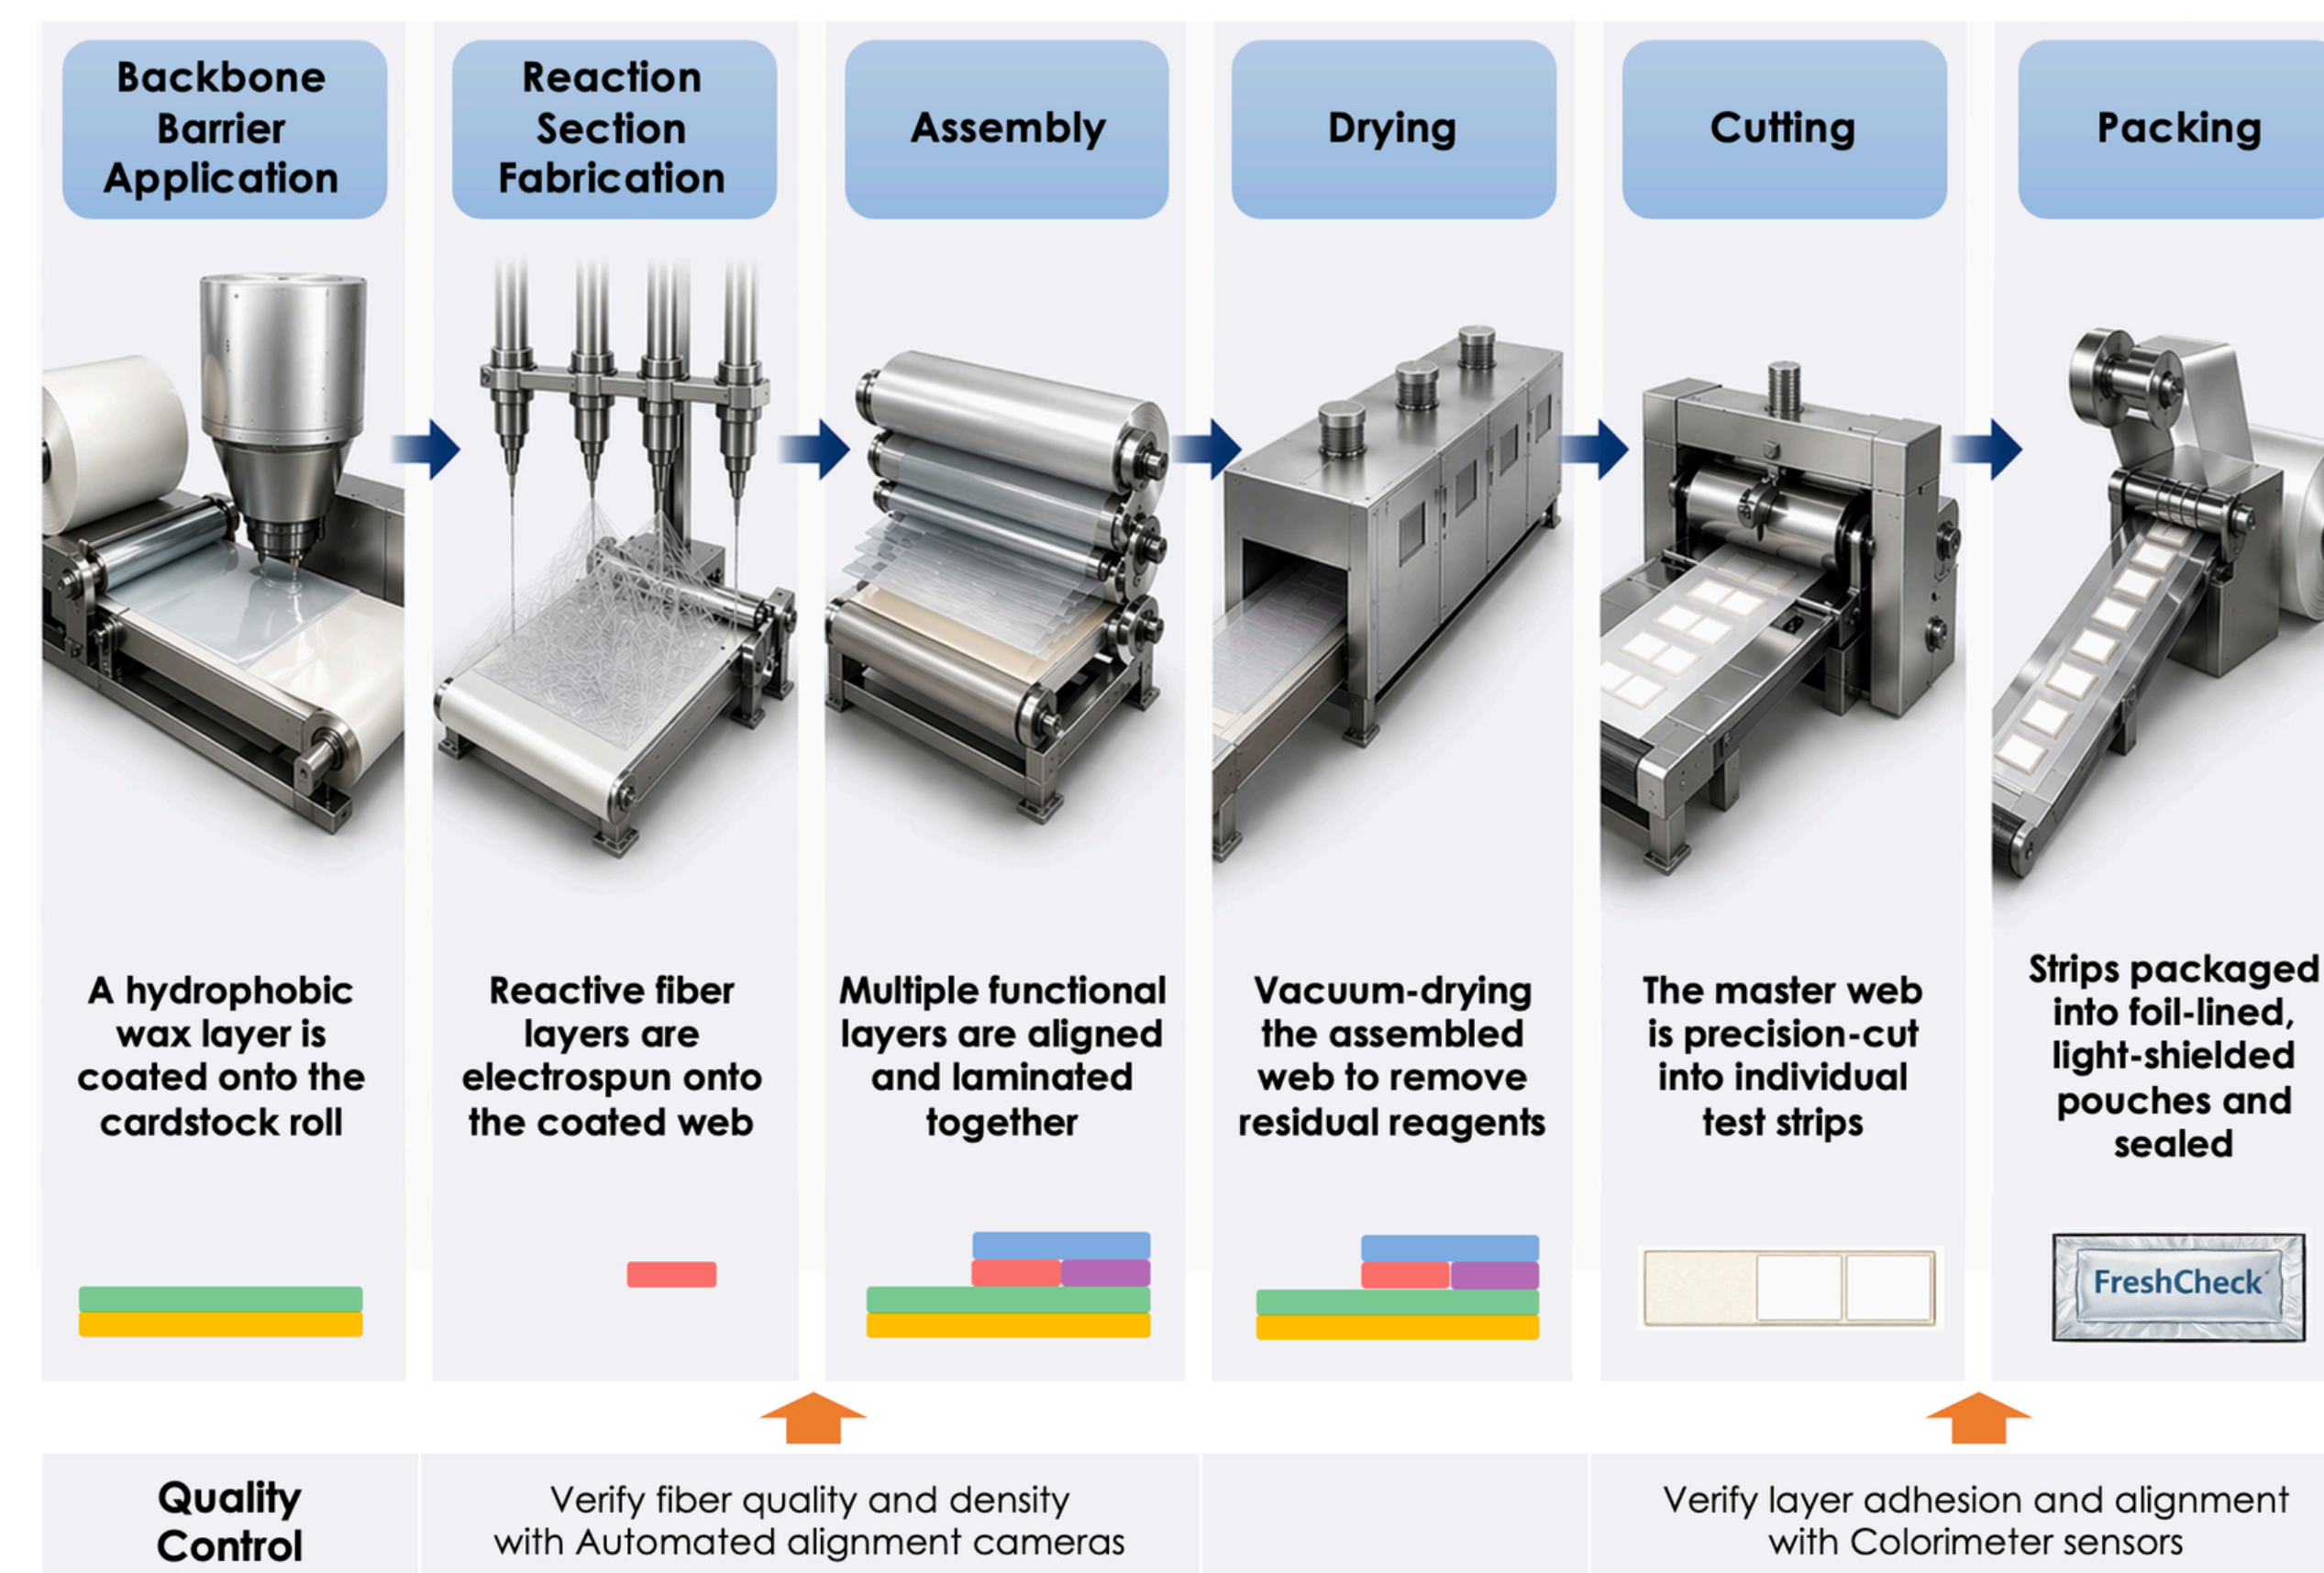 Backbone
Barrier
Application
Reaction
Section
Fabrication
Assembly
Drying
Cutting
Packing
A hydrophobic
wax layer is
coated onto the
cardstock roll
Reactive fiber
layers are
electrospun onto
the coated web
Multiple functional
layers are aligned
and laminated
together
Vacuum-drying
the assembled
web to remove
residual reagents
The master web
is precision-cut
into individual
test strips
Strips packaged
into foil-lined,
light-shielded
pouches and
sealed
FreshCheck
Quality
Control
Verify fiber quality and density
with Automated alignment cameras
Verify layer adhesion and alignment
with Colorimeter sensors